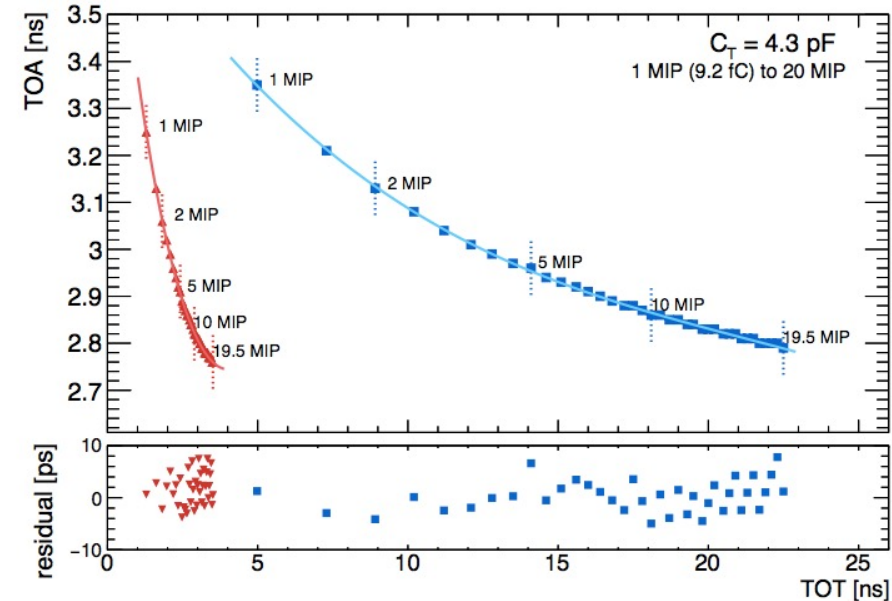 TOA [ns]
3.5
3.4
3.3
3.2
3.1
3
2.9
2.8
2.7
C_T = 4.3 pF
1 MIP (9.2 fC) to 20 MIP
1 MIP
2 MIP
5 MIP
10 MIP
19.5 MIP
1 MIP
2 MIP
5 MIP
10 MIP
19.5 MIP
residual [ps]
10
0
−10
0 5 10 15 20 25
TOT [ns]